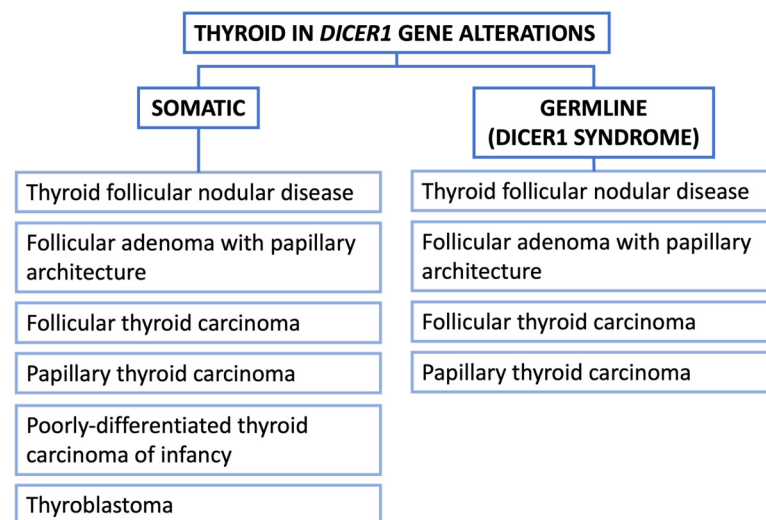 THYROID IN DICER1 GENE ALTERATIONS
SOMATIC
Thyroid follicular nodular disease
Follicular adenoma with papillary
architecture
Follicular thyroid carcinoma
Papillary thyroid carcinoma
Poorly-differentiated thyroid
carcinoma of infancy
Thyroblastoma
GERMLINE
(DICER1 SYNDROME)
Thyroid follicular nodular disease
Follicular adenoma with papillary
architecture
Follicular thyroid carcinoma
Papillary thyroid carcinoma